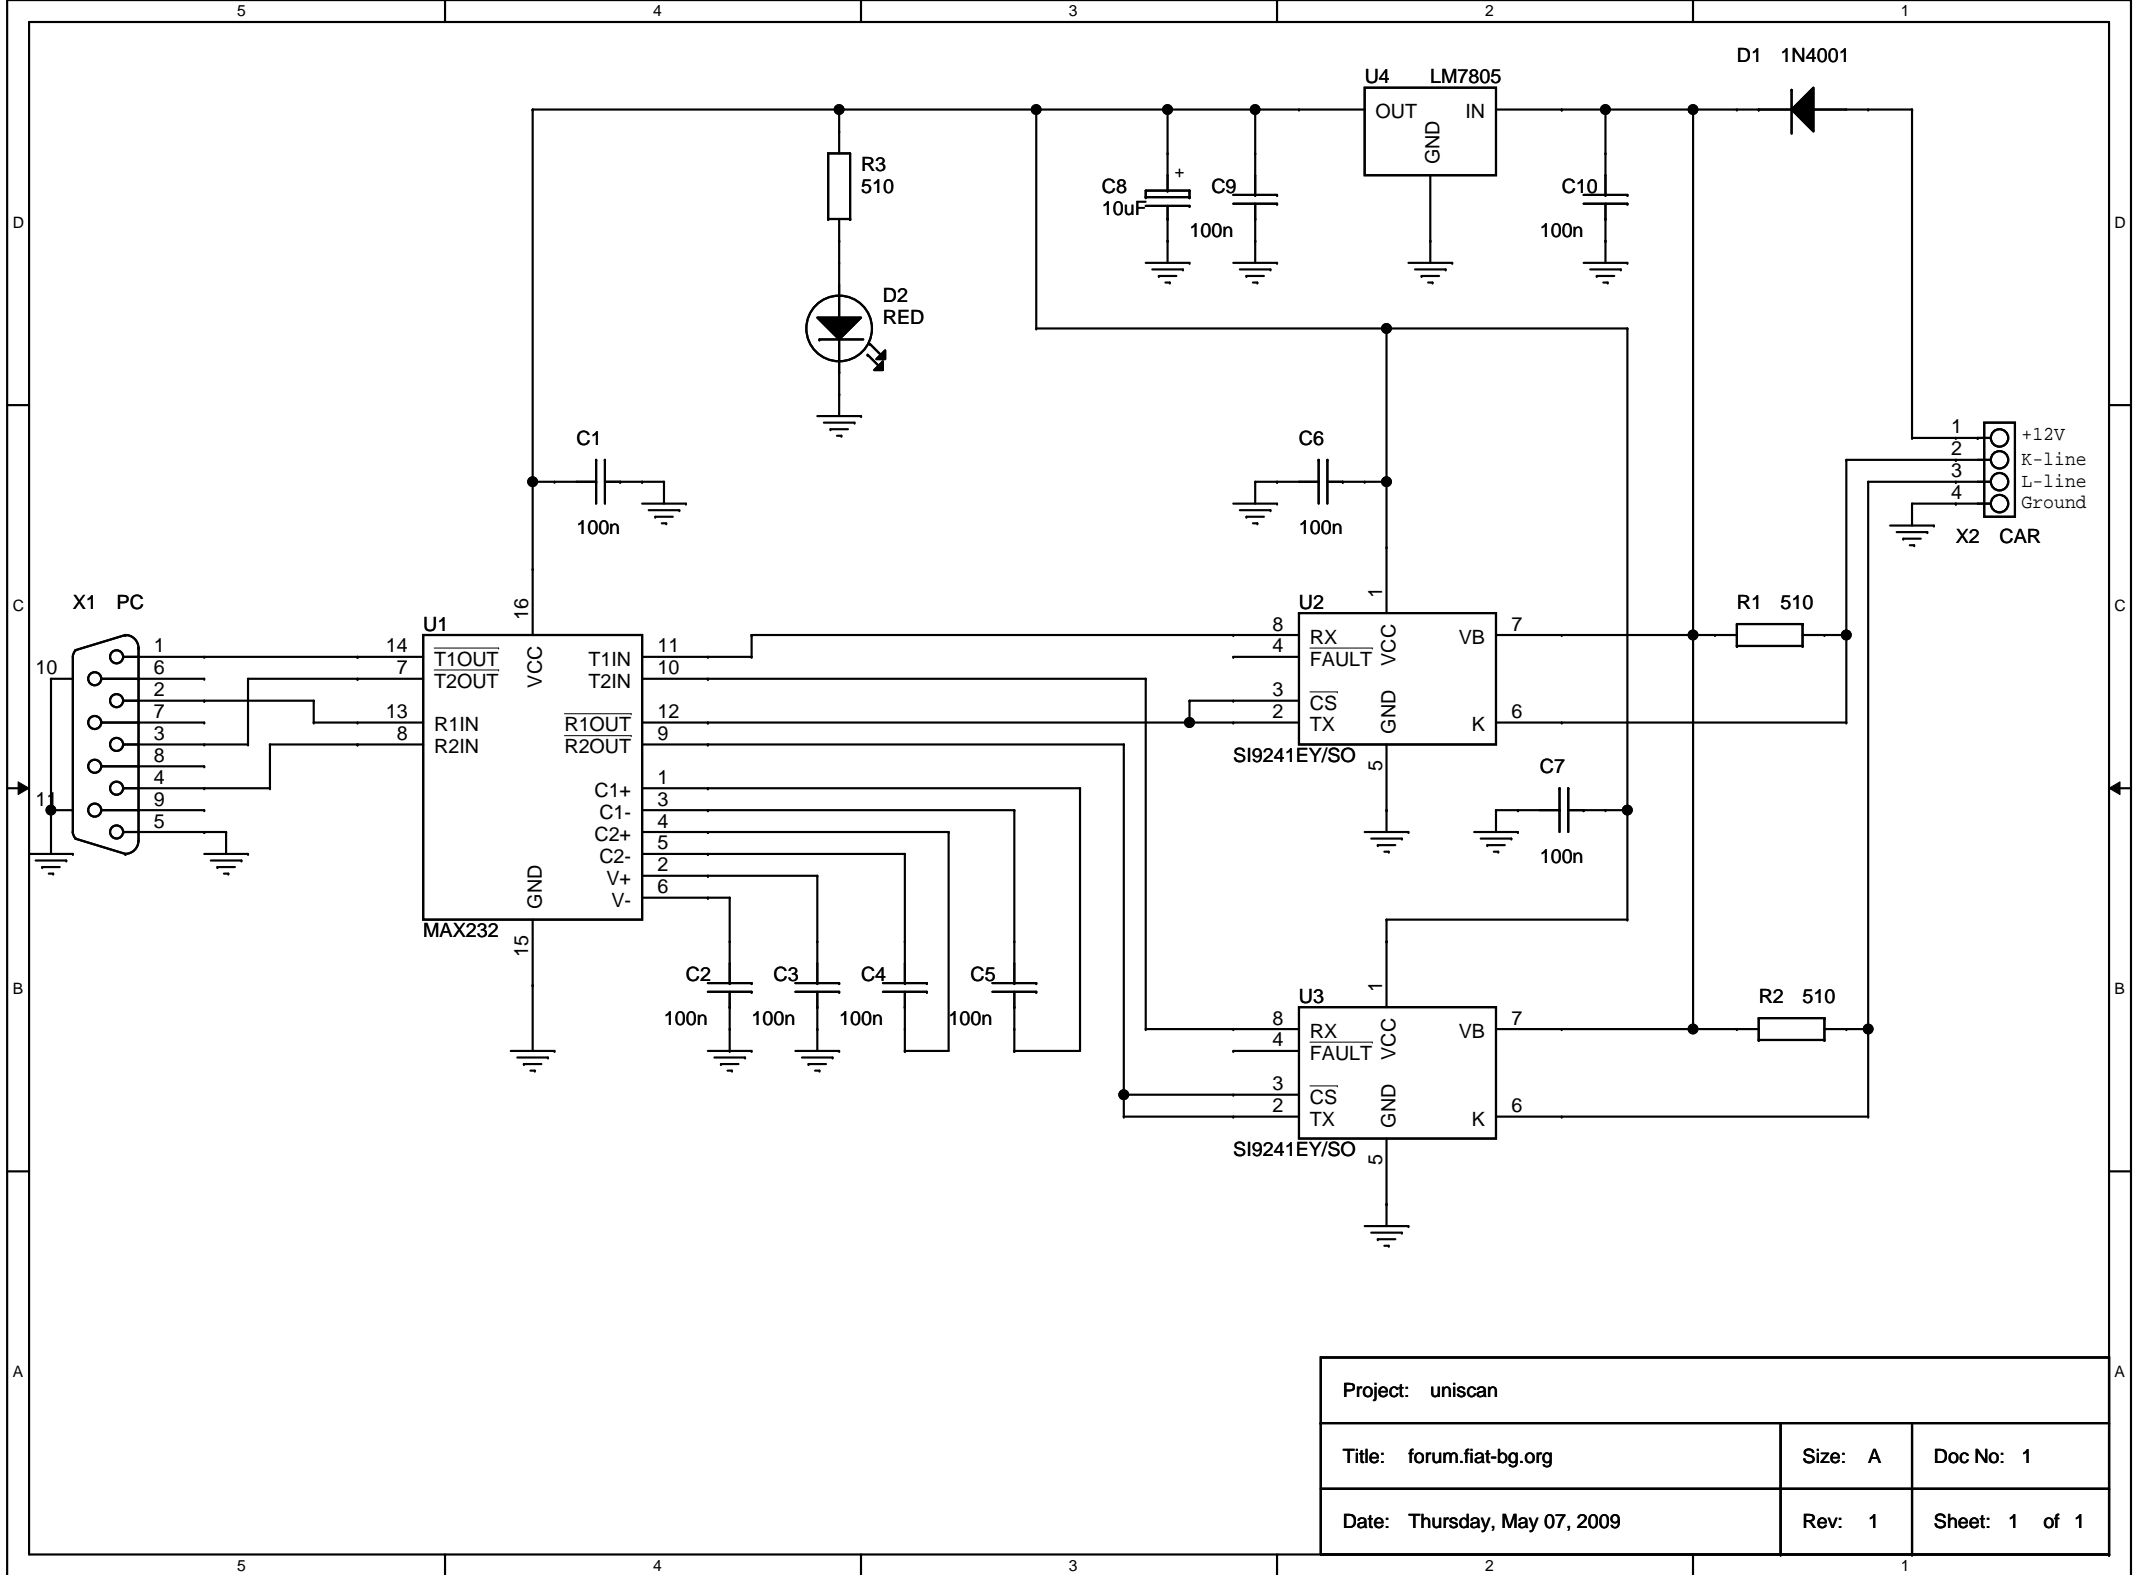 5 4 3 2 1
D1 1N4001
U4 LM7805
OUT IN
GND
R3
510
C8
10uF
+
C9
100n
C10
100n
D D
D2
RED
C1
100n
C6
100n
1 +12V
2 K-line
3 L-line
4 Ground
X2 CAR
C C
X1 PC
1
6
2
7
3
8
4
9
5
10
11
U1
16
14 T1OUT
7 T2OUT
13 R1IN
8 R2IN
VCC
T1IN 11
T2IN 10
R1OUT 12
R2OUT 9
C1+ 1
C1- 3
C2+ 4
C2- 5
V+ 2
V- 6
GND
MAX232
15
U2
1
8 RX
4 FAULT
3 CS
2 TX
VCC
GND
VB 7
K 6
SI9241EY/SO
5
R1 510
C7
100n
B B
C2
100n
C3
100n
C4
100n
C5
100n
U3
1
8 RX
4 FAULT
3 CS
2 TX
VCC
GND
VB 7
K 6
SI9241EY/SO
5
R2 510
A A
Project: uniscan
Title: forum.fiat-bg.org
Size: A
Doc No: 1
Date: Thursday, May 07, 2009
Rev: 1
Sheet: 1 of 1
5 4 3 2 1